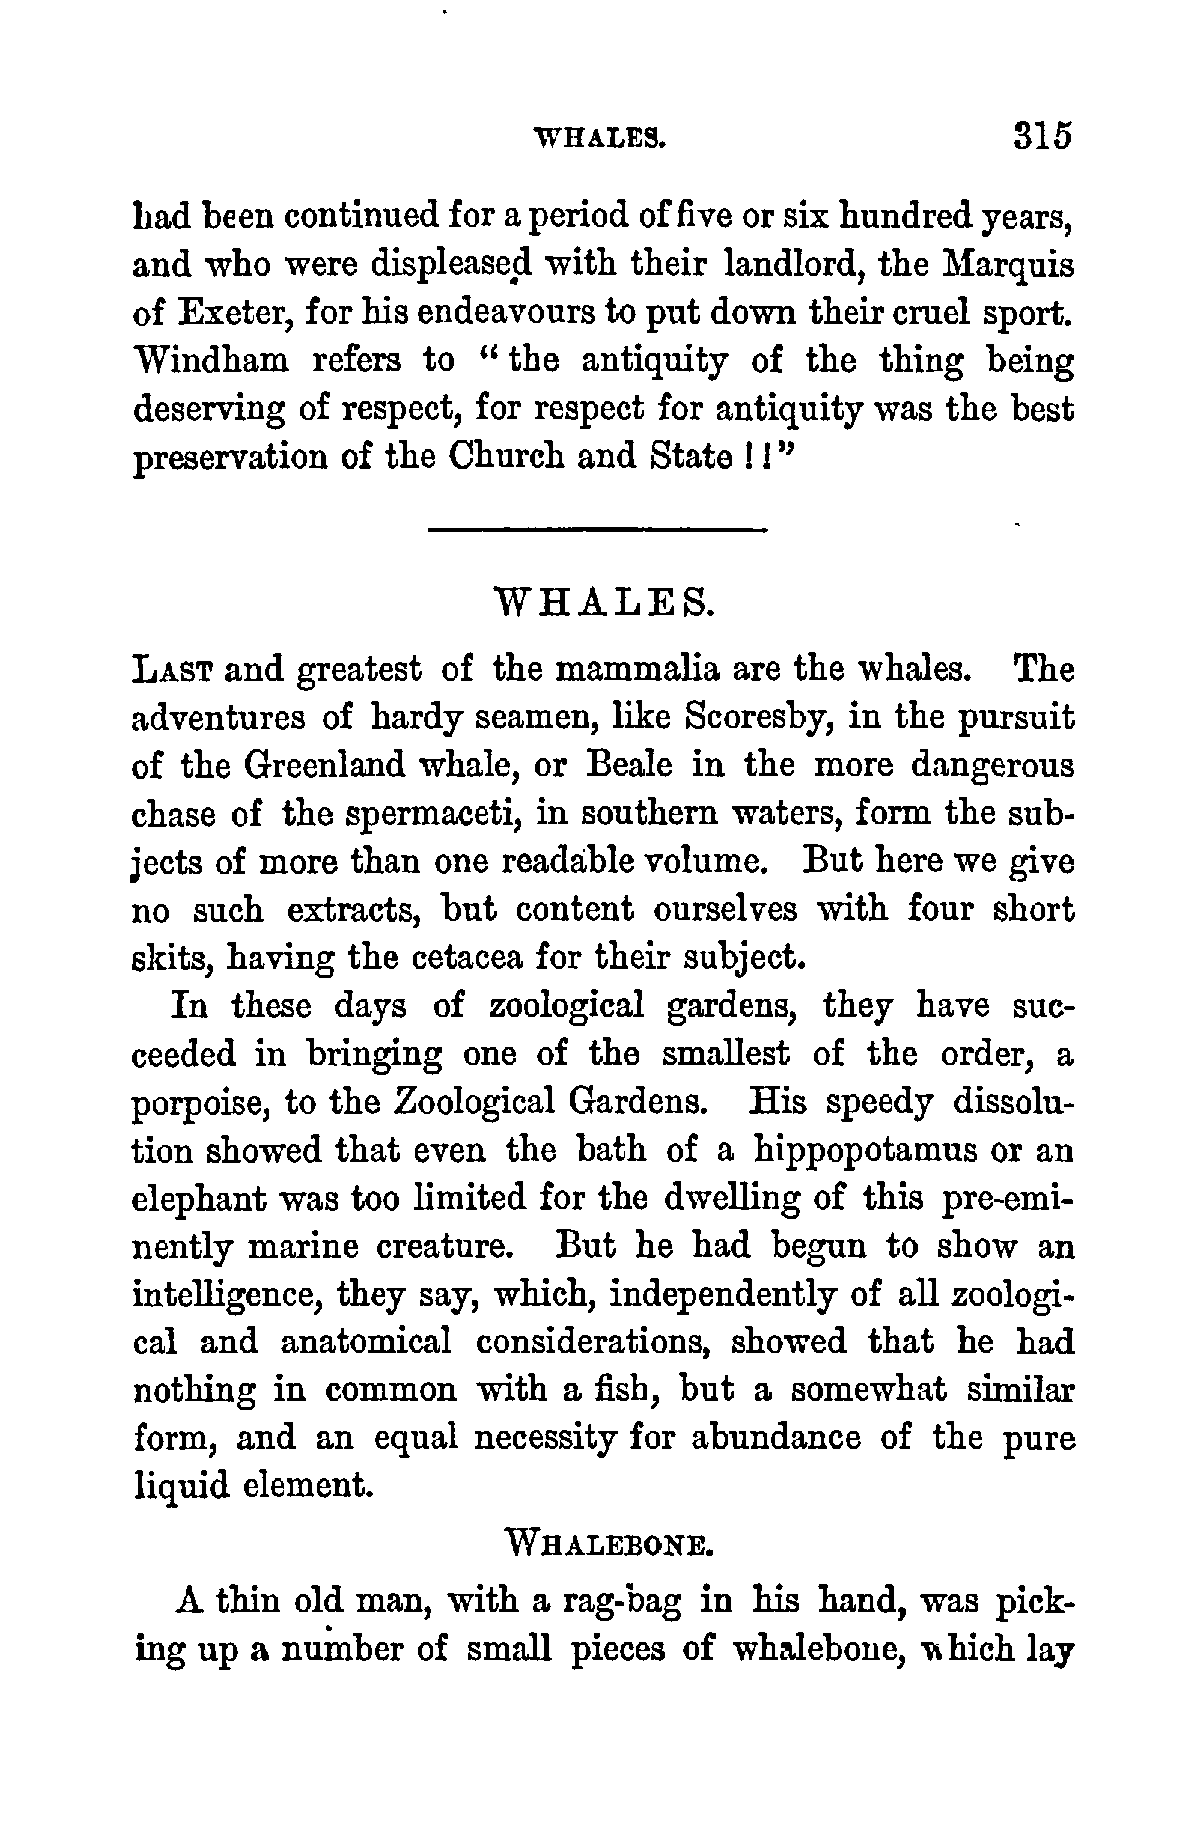 WHALES. 315
had been continued for a period of five or six hundred years,
and who were displeased with their landlord, the Marquis
of Exeter, for his endeavours to put down their cruel sport.
Windham refers to “ the antiquity of the thing being
deserving of respect, for respect for antiquity was the best
preservation of the Church and State ! !”
WHALES.
LAST and greatest of the mammalia are the whales. The
adventures of hardy seamen, like Scoresby, in the pursuit
of the Greenland whale, or Beale in the more dangerous
chase of the spermaceti, in southern waters, form the sub-
jects of more than one readable volume. But here we give
no such extracts, but content ourselves with four short
skits, having the cetacea for their subject.
In these days of zoological gardens, they have suc-
ceeded in bringing one of the smallest of the order, a
porpoise, to the Zoological Gardens. His speedy dissolu-
tion showed that even the bath of a hippopotamus or an
elephant was too limited for the dwelling of this pre-emi-
nently marine creature. But he had begun to show an
intelligence, they say, which, independently of all zoologi-
cal and anatomical considerations, showed that he had
nothing in common with a fish, but a somewhat similar
form, and an equal necessity for abundance of the pure
liquid element.
WHALEBONE.
A thin old man, with a rag-bag in his hand, was pick-
ing up a number of small pieces of whalebone, which lay